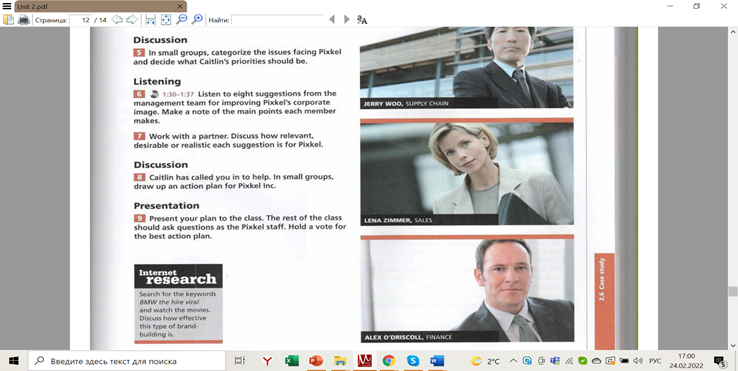 Unit 2.pdf
Страница: 12 / 14 Найти:
Discussion
5 In small groups, categorize the issues facing Pixkel
and decide what Caitlin's priorities should be.
Listening
6 1:30–1:37 Listen to eight suggestions from the
management team for improving Pixkel's corporate
image. Make a note of the main points each member
makes.
7 Work with a partner. Discuss how relevant,
desirable or realistic each suggestion is for Pixkel.
Discussion
8 Caitlin has called you in to help. In small groups,
draw up an action plan for Pixkel Inc.
Presentation
9 Present your plan to the class. The rest of the class
should ask questions as the Pixkel staff. Hold a vote for
the best action plan.
Internet
research
Search for the keywords
BMW the hire viral
and watch the movies.
Discuss how effective
this type of brand-
building is.
JERRY WOO, SUPPLY CHAIN
LENA ZIMMER, SALES
ALEX O'DRISCOLL, FINANCE
2.6 Case study
Введите здесь текст для поиска
2°C
РУС
17:00
24.02.2022